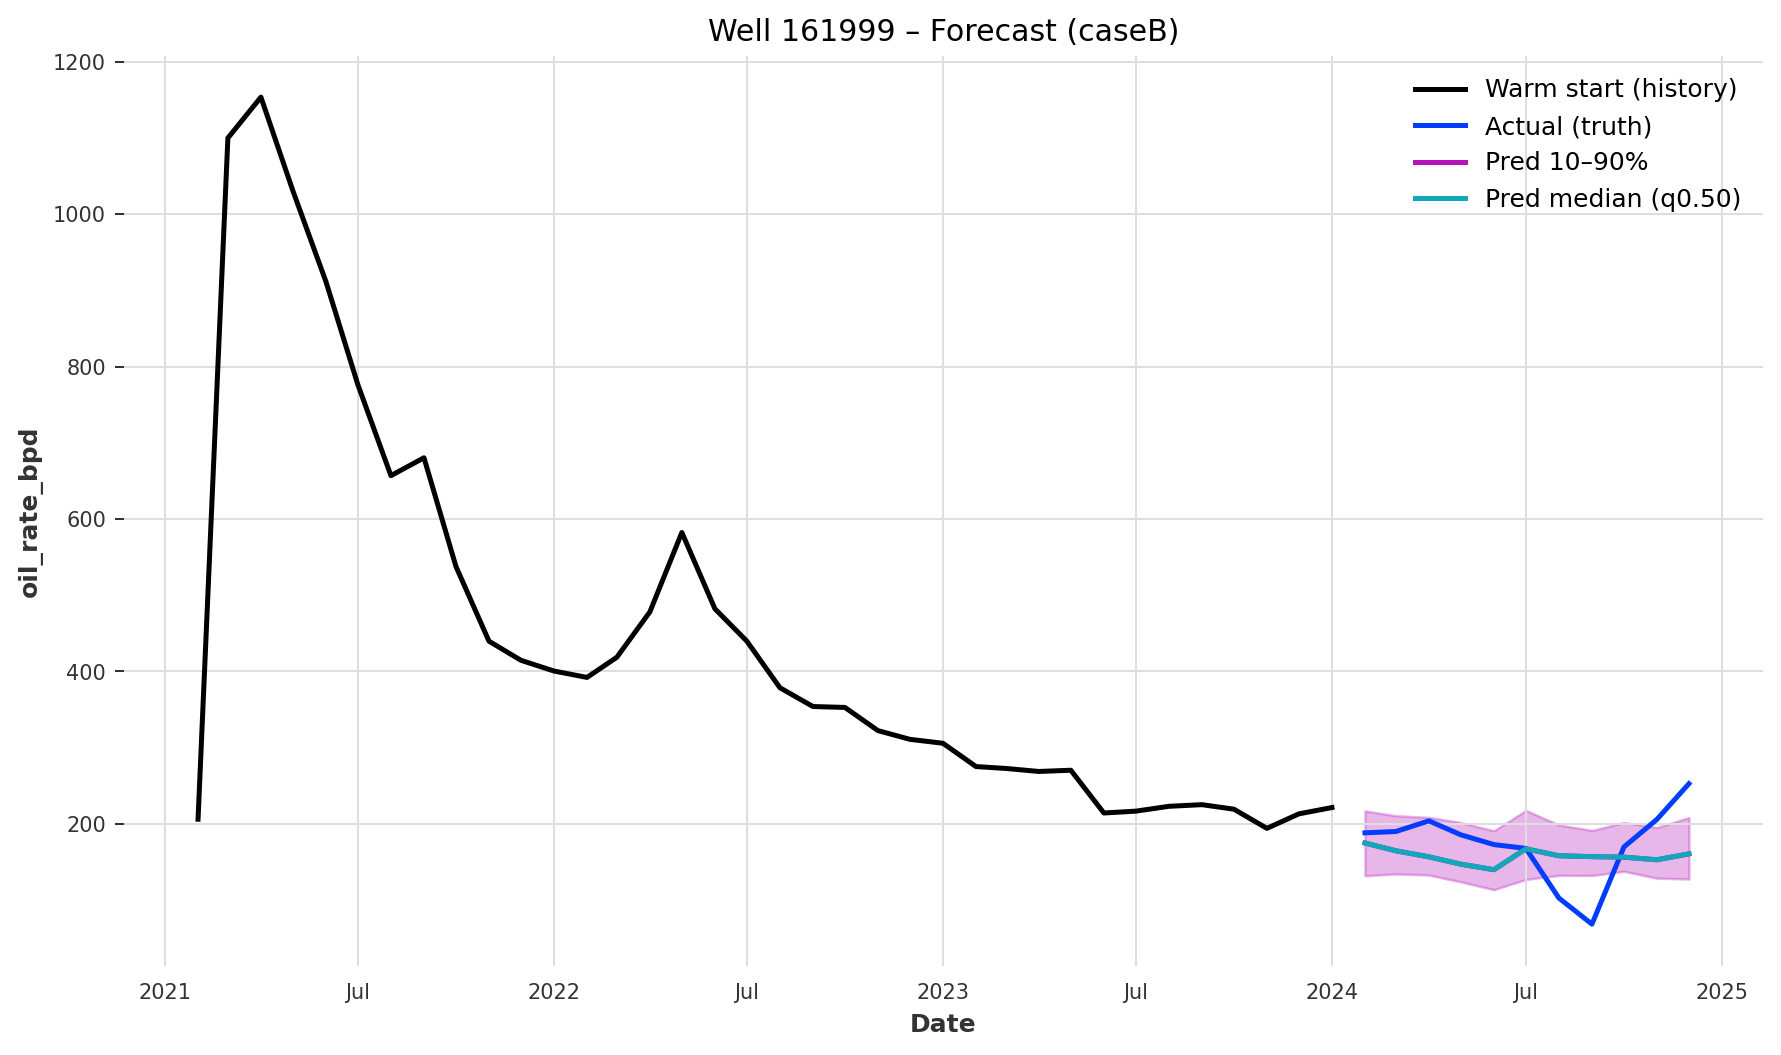 Well 161999 – Forecast (caseB)
Warm start (history)
Actual (truth)
Pred 10–90%
Pred median (q0.50)
oil_rate_bpd
1200
1000
800
600
400
200
2021
Jul
2022
Jul
2023
Jul
2024
Jul
2025
Date